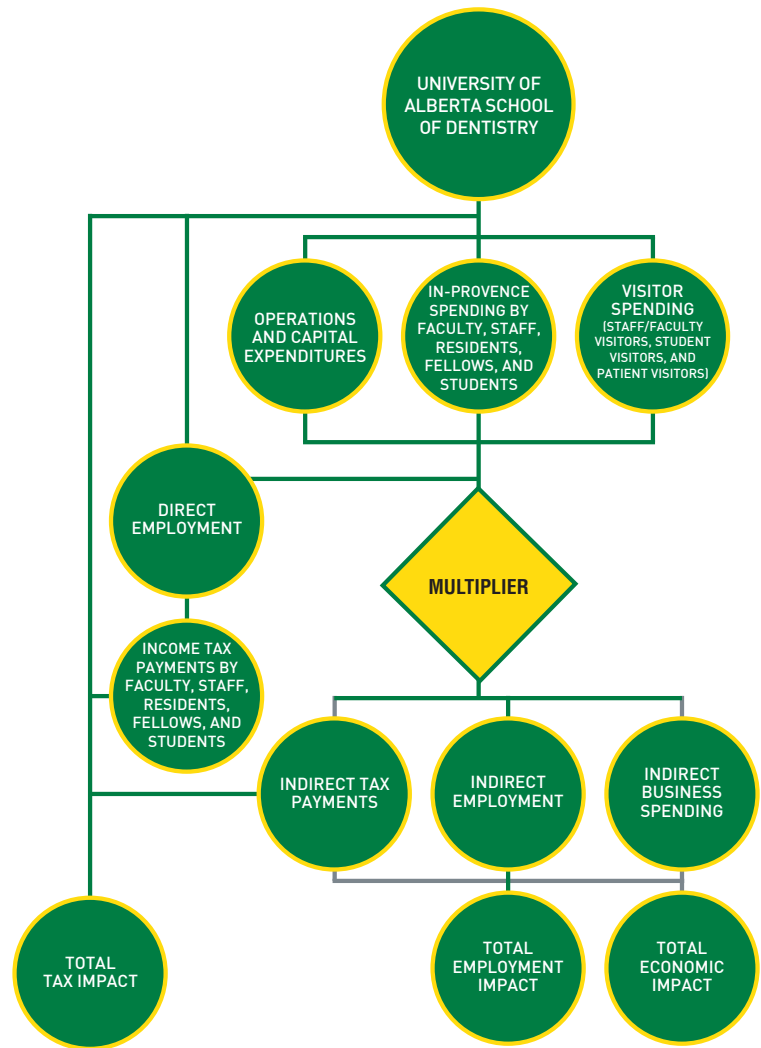 UNIVERSITY OF
ALBERTA SCHOOL
OF DENTISTRY
OPERATIONS
AND CAPITAL
EXPENDITURES
IN-PROVENCE
SPENDING BY
FACULTY, STAFF,
RESIDENTS,
FELLOWS, AND
STUDENTS
VISITOR
SPENDING
(STAFF/FACULTY
VISITORS, STUDENT
VISITORS, AND
PATIENT VISITORS)
DIRECT
EMPLOYMENT
MULTIPLIER
INCOME TAX
PAYMENTS BY
FACULTY, STAFF,
RESIDENTS,
FELLOWS, AND
STUDENTS
INDIRECT TAX
PAYMENTS
INDIRECT
EMPLOYMENT
INDIRECT
BUSINESS
SPENDING
TOTAL
TAX IMPACT
TOTAL
EMPLOYMENT
IMPACT
TOTAL
ECONOMIC
IMPACT